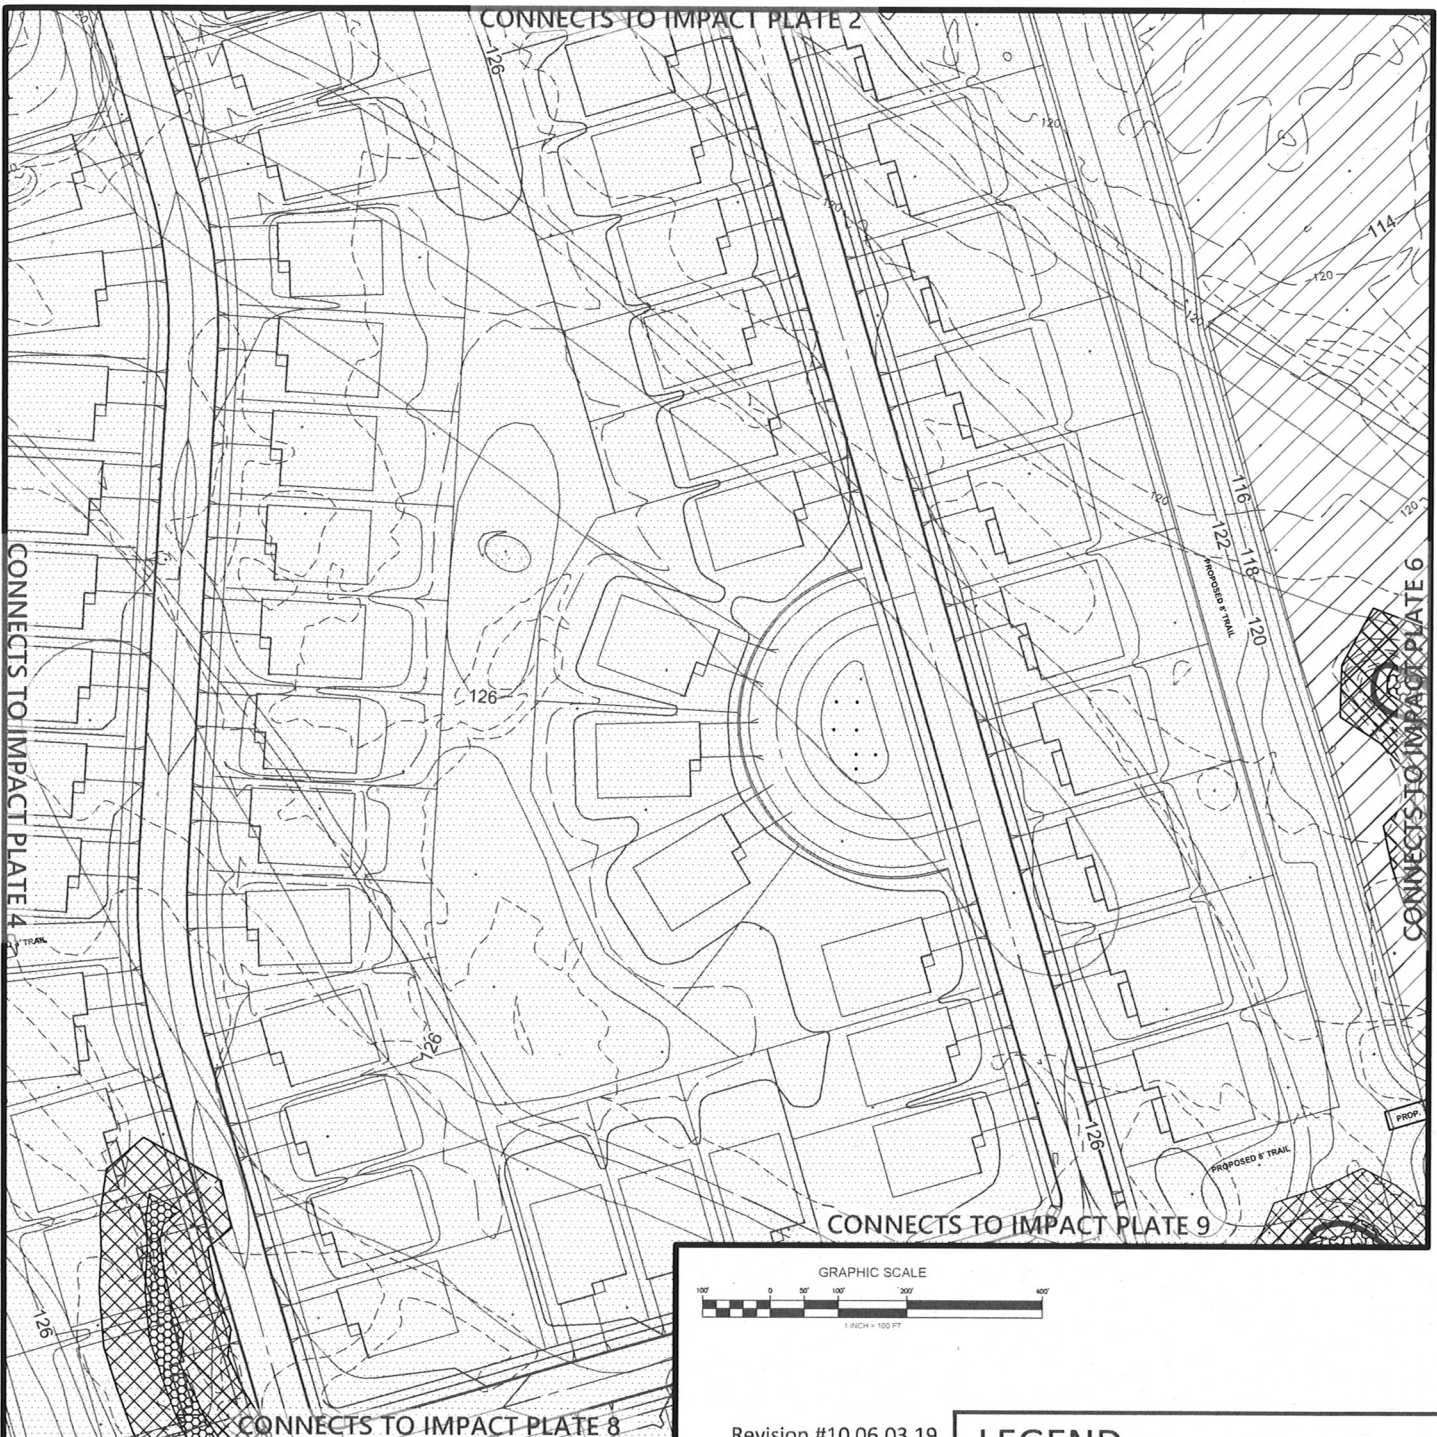 CONNECTS TO IMPACT PLATE 2
126
120
120
114
120
120
116
120
122
118
120
PROPOSED 8' TRAIL
120
CONNECTS TO IMPACT PLATE 4
CONNECTS TO IMPACT PLATE 6
126
TRAIL
126
126
PROP.
PROPOSED 8' TRAIL
126
CONNECTS TO IMPACT PLATE 9
GRAPHIC SCALE
100' 0 50' 100' 200' 400'
1 INCH = 100 FT
CONNECTS TO IMPACT PLATE 8
Revision #10 06.03.19
LEGEND